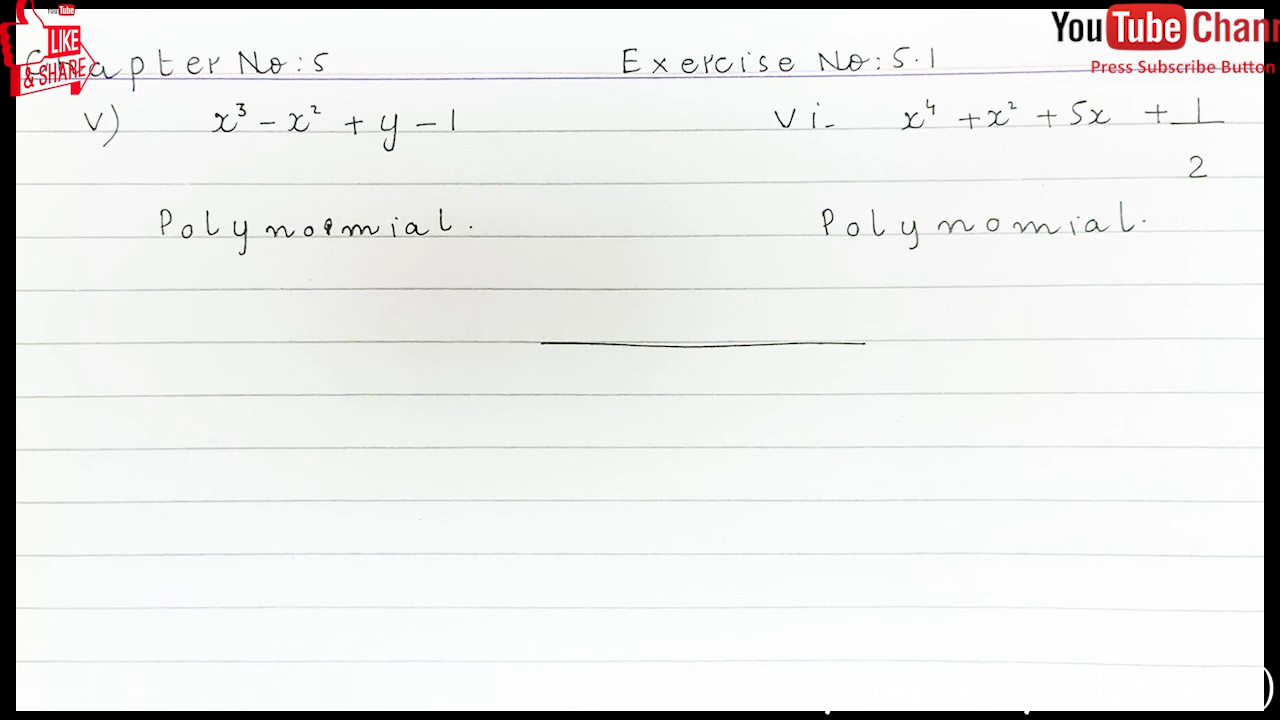 YouTube
LIKE
& SHARE
YouTube Chann
Press Subscribe Button
Chapter No: 5 Exercise No: 5.1
v) x³ - x² + y - 1 vi- x⁴ + x² + 5x + 1/2
Polynomial. Polynomial.